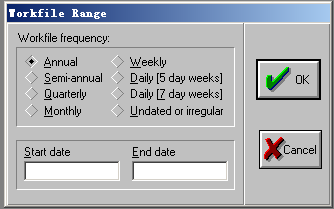 Workfile Range
Workfile frequency:
Annual
Semi-annual
Quarterly
Monthly
Weekly
Daily [5 day weeks]
Daily [7 day weeks]
Undated or irregular
Start date
End date
OK
Cancel